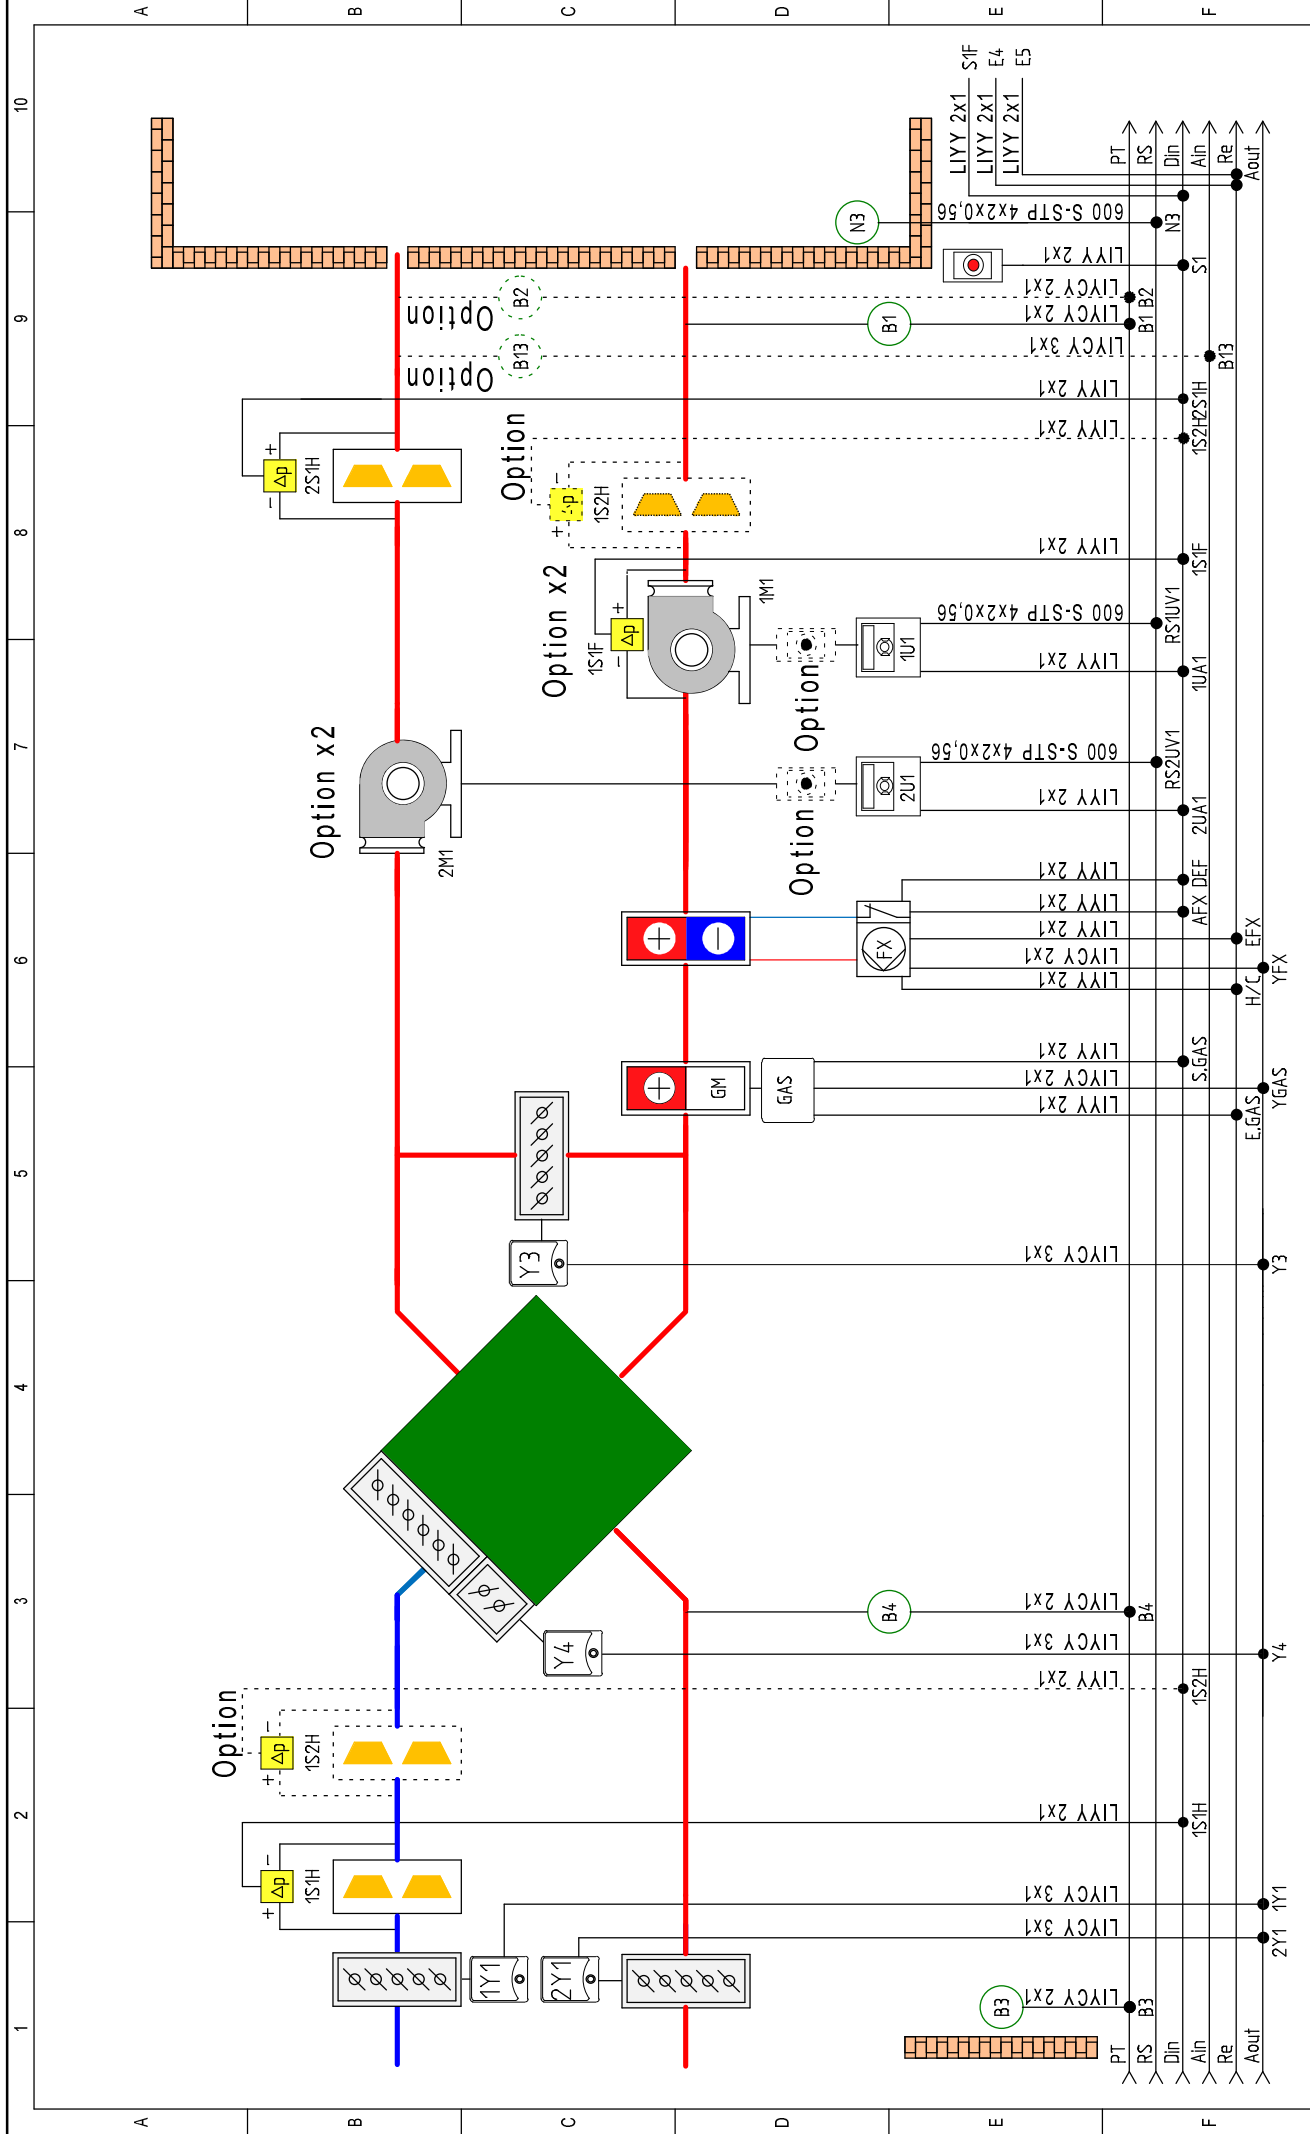 A
B
C
D
E
F
10
9
8
7
6
5
4
3
2
1
S1F
E4
E5
LIYY 2x1
LIYY 2x1
LIYY 2x1
PT
RS
Din
Ain
Re
Aout
N3
600 S-STP 4x2x0,56
N3
LIYY 2x1
S1
B2
Option
LIYCY 2x1
B2
B1
LIYCY 2x1
B1
B13
Option
LIYCY 3x1
B13
LIYY 2x1
2S1H
Δp
+
-
2S1H
Option
LIYY 2x1
1S2H
-
+
Δp
1S2H
Option x2
LIYY 2x1
1S1F
1S1F
Δp
+
-
1M1
Option
1U1
600 S-STP 4x2x0,56
RS1UV1
LIYY 2x1
1UA1
Option x2
2M1
Option
2U1
600 S-STP 4x2x0,56
RS2UV1
LIYY 2x1
2UA1
FX
LIYY 2x1
DEF
LIYY 2x1
AFX
LIYY 2x1
EFX
LIYCY 2x1
YFX
LIYY 2x1
H/C
GM
GAS
LIYY 2x1
S.GAS
LIYCY 2x1
YGAS
LIYY 2x1
E.GAS
Y3
LIYCY 3x1
Y3
B4
LIYCY 2x1
B4
Y4
LIYCY 3x1
Y4
Option
LIYY 2x1
1S2H
Δp
-
+
1S2H
LIYY 2x1
1S1H
Δp
-
+
1S1H
1Y1
LIYCY 3x1
1Y1
2Y1
LIYCY 3x1
2Y1
B3
LIYCY 2x1
B3
PT
RS
Din
Ain
Re
Aout
A
B
C
D
E
F